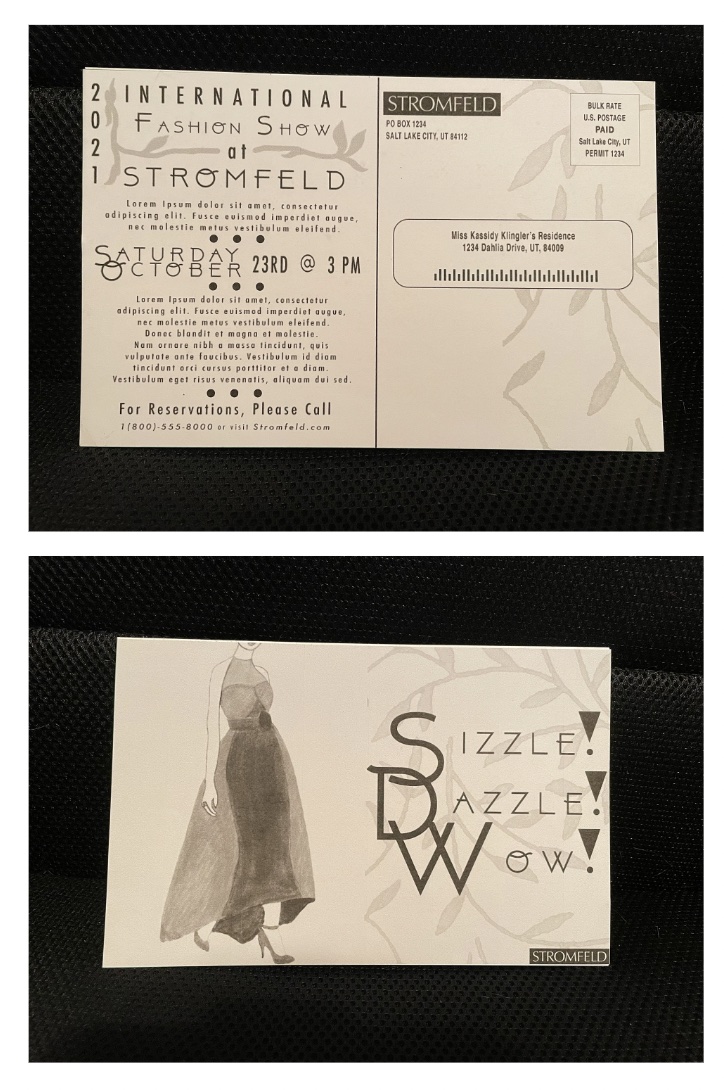 2021
INTERNATIONAL
FASHION SHOW
at
STROMFELD
Lorem Ipsum dolor sit amet, consectetur
adipiscing elit. Fusce euismod imperdiet augue,
nec molestie metus vestibulum eleifend.
SATURDAY
OCTOBER 23RD @ 3 PM
Lorem Ipsum dolor sit amet, consectetur
adipiscing elit. Fusce euismod imperdiet augue,
nec molestie metus vestibulum eleifend.
Donec blandit et magna et molestie.
Nam ornare nibh a massa tincidunt, quis
vulputate ante faucibus. Vestibulum id diam
tincidunt orci cursus porttitor et a diam.
Vestibulum eget risus venenatis, aliquam dui sed.
For Reservations, Please Call
1(800)-555-8000 or visit Stromfeld.com
STROMFELD
PO BOX 1234
SALT LAKE CITY, UT 84112
BULK RATE
U.S. POSTAGE
PAID
Salt Lake City, UT
PERMIT 1234
Miss Kassidy Klingler's Residence
1234 Dahlia Drive, UT, 84009
SIZZLE!
DAZZLE!
WOW!
STROMFELD